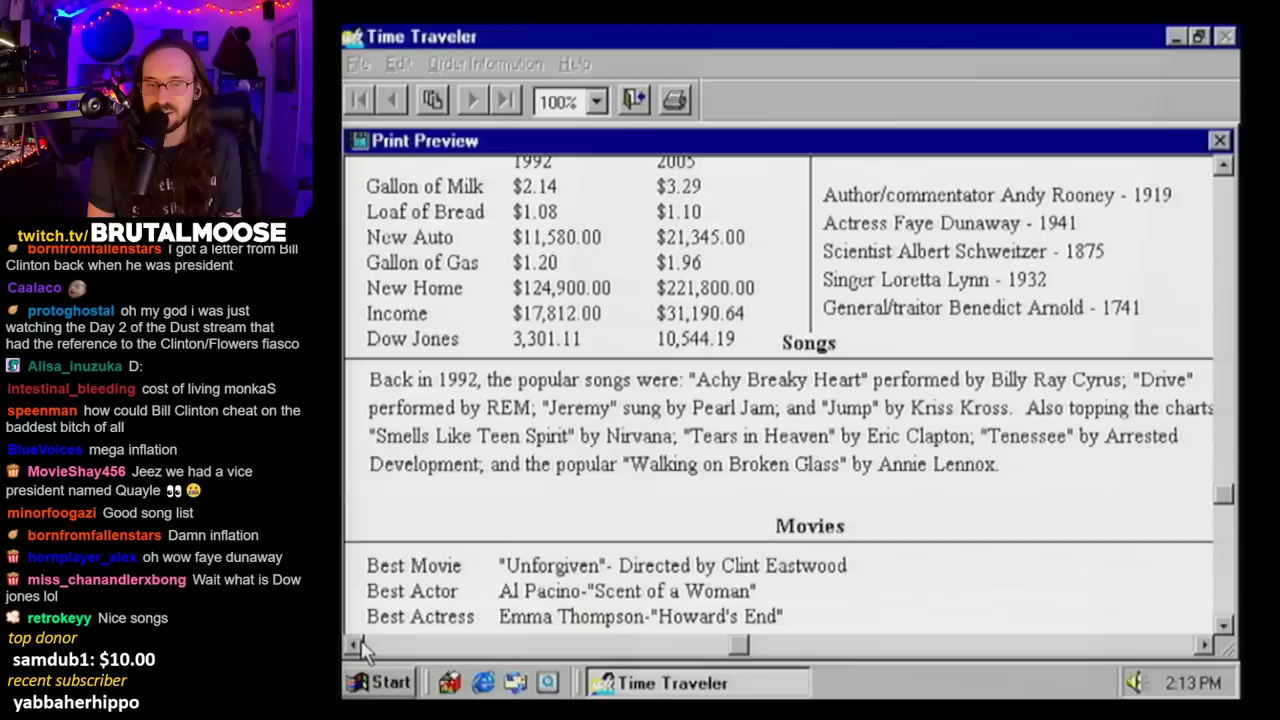 twitch.tv/BRUTALMOOSE
bornfromfallenstars I got a letter from Bill
Clinton back when he was president
Caalaco
protoghostal oh my god i was just
watching the Day 2 of the Dust stream that
had the reference to the Clinton/Flowers fiasco
Alisa_inuzuka D:
intestinal_bleeding cost of living monkaS
speenman how could Bill Clinton cheat on the
baddest bitch of all
BlueVoices mega inflation
MovieShay456 Jeez we had a vice
president named Quayle
minorfoogazi Good song list
bornfromfallenstars Damn inflation
hornplayer_alex oh wow faye dunaway
miss_chanandlerxbong Wait what is Dow
jones lol
retrokeyy Nice songs
top donor
samdub1: $10.00
recent subscriber
yabbaherhippo
Time Traveler
File Edit Order Information Help
100%
Print Preview
1992 2005
Gallon of Milk $2.14 $3.29
Loaf of Bread $1.08 $1.10
New Auto $11,580.00 $21,345.00
Gallon of Gas $1.20 $1.96
New Home $124,900.00 $221,800.00
Income $17,812.00 $31,190.64
Dow Jones 3,301.11 10,544.19
Author/commentator Andy Rooney - 1919
Actress Faye Dunaway - 1941
Scientist Albert Schweitzer - 1875
Singer Loretta Lynn - 1932
General/traitor Benedict Arnold - 1741
Songs
Back in 1992, the popular songs were: "Achy Breaky Heart" performed by Billy Ray Cyrus; "Drive"
performed by REM; "Jeremy" sung by Pearl Jam; and "Jump" by Kriss Kross. Also topping the charts
"Smells Like Teen Spirit" by Nirvana; "Tears in Heaven" by Eric Clapton; "Tenessee" by Arrested
Development; and the popular "Walking on Broken Glass" by Annie Lennox.
Movies
Best Movie "Unforgiven"- Directed by Clint Eastwood
Best Actor Al Pacino-"Scent of a Woman"
Best Actress Emma Thompson-"Howard's End"
Start
Time Traveler
2:13 PM